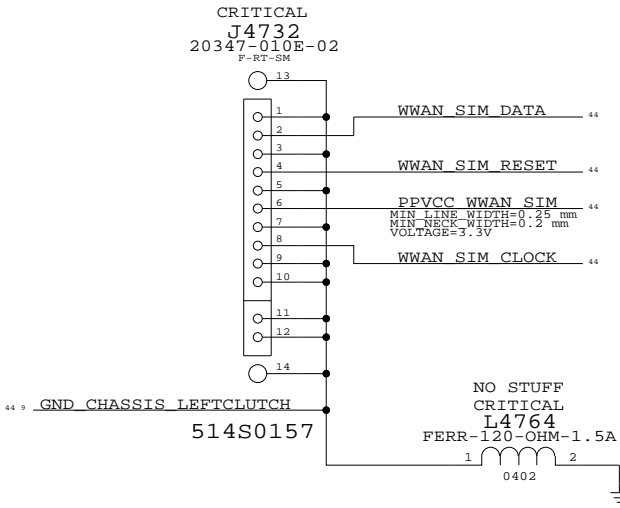 CRITICAL
J4732
20347-010E-02
F-RT-SM
13
1
WWAN_SIM_DATA 44
2
3
4
WWAN_SIM_RESET 44
5
6
PPVCC_WWAN_SIM 44
MIN_LINE_WIDTH=0.25 mm
MIN_NECK_WIDTH=0.2 mm
VOLTAGE=3.3V
7
8
9
WWAN_SIM_CLOCK 44
10
11
12
14
44 9 GND_CHASSIS_LEFTCLUTCH
514S0157
NO STUFF
CRITICAL
L4764
FERR-120-OHM-1.5A
1 2
0402